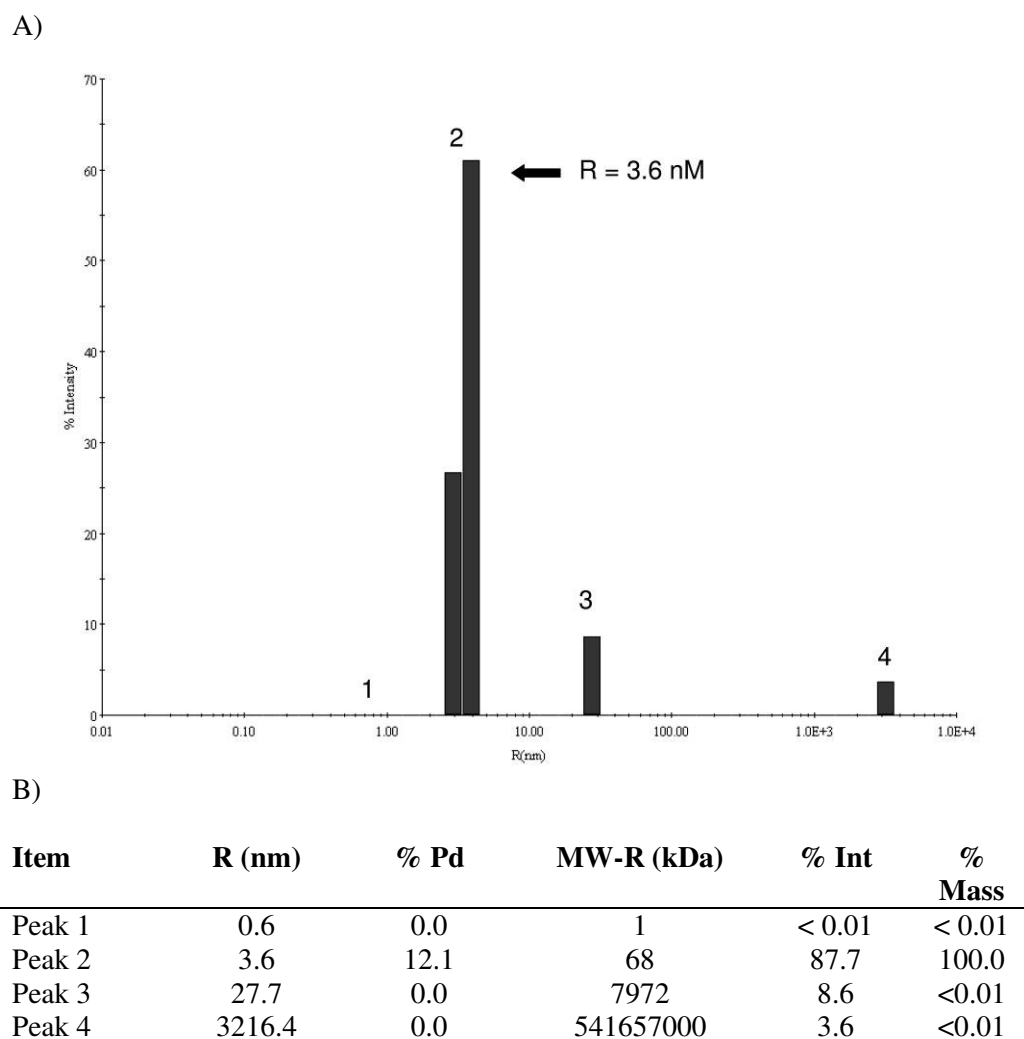 A)
70
2
60
R = 3.6 nM
50
40
% Intensity
30
20
3
10
4
1
0
0.01 0.10 1.00 10.00 100.00 1.0E+3 1.0E+4
R(nm)
B)
Item R (nm) % Pd MW-R (kDa) % Int %
Mass
Peak 1 0.6 0.0 1 < 0.01 < 0.01
Peak 2 3.6 12.1 68 87.7 100.0
Peak 3 27.7 0.0 7972 8.6 <0.01
Peak 4 3216.4 0.0 541657000 3.6 <0.01